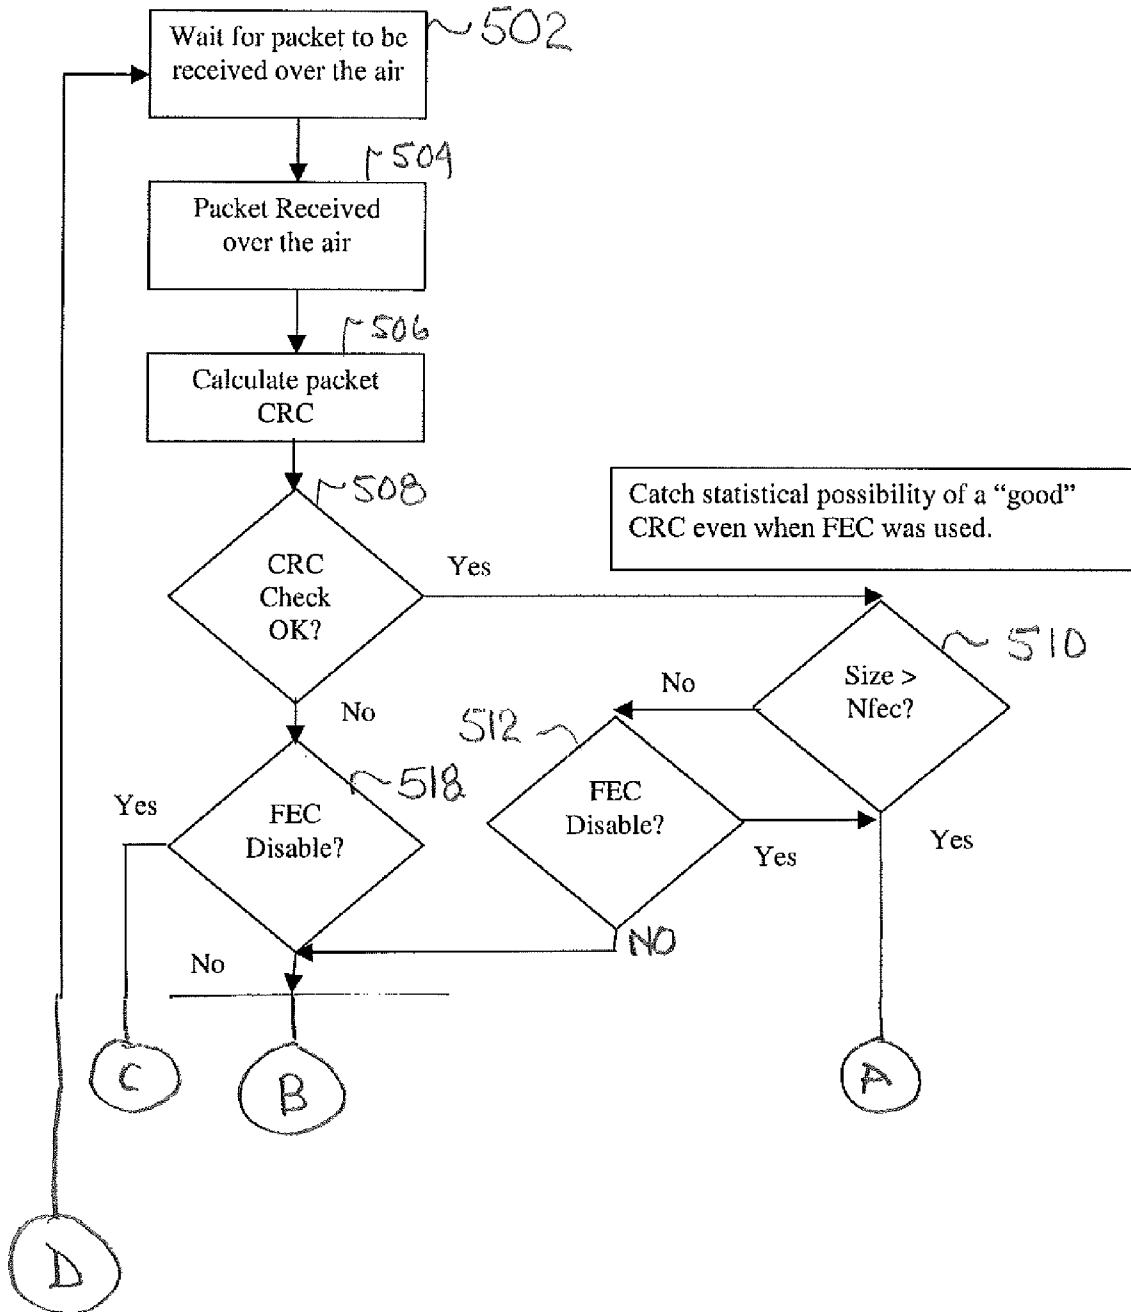 Wait for packet to be
received over the air
502
504
Packet Received
over the air
506
Calculate packet
CRC
508
Catch statistical possibility of a “good”
CRC even when FEC was used.
CRC
Check
OK?
Yes
510
Size >
Nfec?
No
No
512
518
FEC
Disable?
Yes
FEC
Disable?
Yes
Yes
NO
No
C
B
A
D